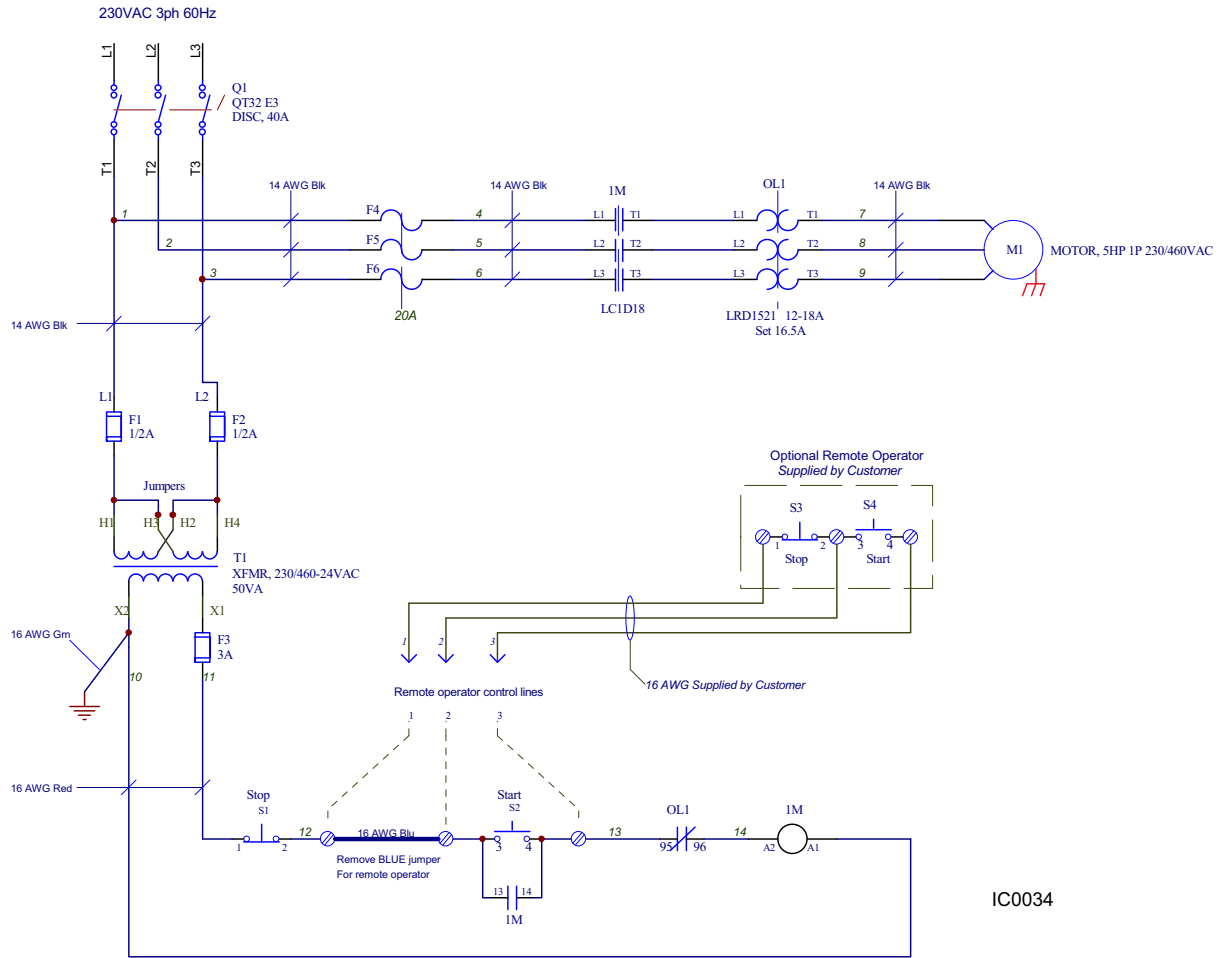 230VAC 3ph 60Hz
L1
L2
L3
Q1
QT32 E3
DISC, 40A
T1
T2
T3
14 AWG Blk
14 AWG Blk
14 AWG Blk
1M
OL1
1
F4
4
L1
T1
L1
T1
7
2
F5
5
L2
T2
L2
T2
8
M1
MOTOR, 5HP 1P 230/460VAC
3
F6
6
L3
T3
L3
T3
9
20A
LC1D18
LRD1521 12-18A
Set 16.5A
14 AWG Blk
L1
L2
F1
1/2A
F2
1/2A
Jumpers
H1
H3
H2
H4
T1
XFMR, 230/460-24VAC
50VA
X2
X1
16 AWG Grn
F3
3A
10
11
Optional Remote Operator
Supplied by Customer
S3
S4
1
2
3
4
Stop
Start
1
2
3
16 AWG Supplied by Customer
Remote operator control lines
1
2
3
16 AWG Red
Stop
S1
1
2
12
16 AWG Blu
Remove BLUE jumper
For remote operator
Start
S2
3
4
13
14
1M
13
OL1
95
96
14
1M
A2
A1
IC0034